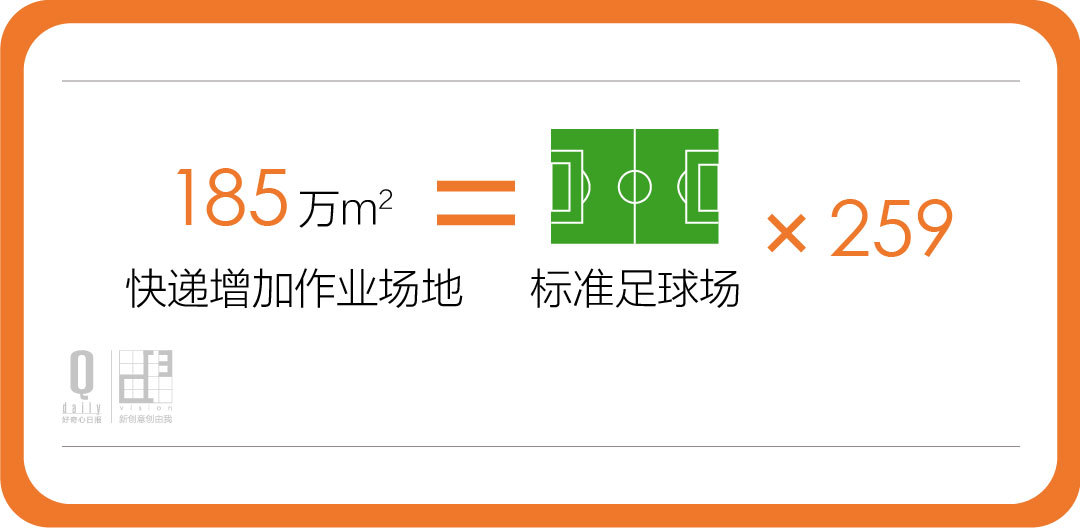 185万m²
=
× 259
快递增加作业场地
标准足球场
Q
daily
好奇心日报
vision
新创意创由我